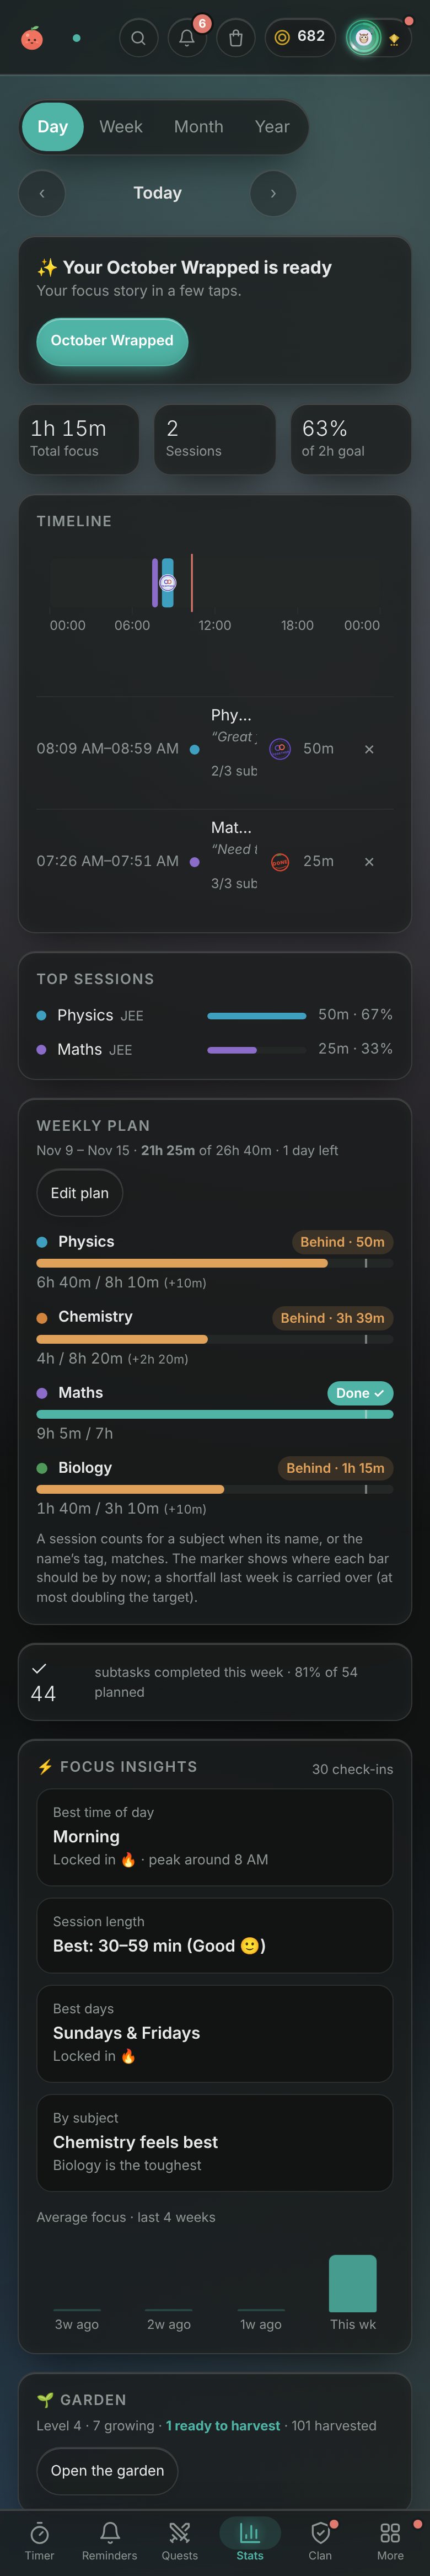 6
682
Day Week Month Year
‹ Today ›
✨ Your October Wrapped is ready
Your focus story in a few taps.
October Wrapped
1h 15m
Total focus
2
Sessions
63%
of 2h goal
TIMELINE
00:00 06:00 12:00 18:00 00:00
08:09 AM–08:59 AM
Phy...
“Great
2/3 sub
50m ×
07:26 AM–07:51 AM
Mat...
“Need t
3/3 sub
DONE
25m ×
TOP SESSIONS
Physics JEE 50m · 67%
Maths JEE 25m · 33%
WEEKLY PLAN
Nov 9 – Nov 15 · 21h 25m of 26h 40m · 1 day left
Edit plan
Physics Behind · 50m
6h 40m / 8h 10m (+10m)
Chemistry Behind · 3h 39m
4h / 8h 20m (+2h 20m)
Maths Done ✓
9h 5m / 7h
Biology Behind · 1h 15m
1h 40m / 3h 10m (+10m)
A session counts for a subject when its name, or the
name’s tag, matches. The marker shows where each bar
should be by now; a shortfall last week is carried over (at
most doubling the target).
✓
44
subtasks completed this week · 81% of 54
planned
⚡ FOCUS INSIGHTS 30 check-ins
Best time of day
Morning
Locked in 🔥 · peak around 8 AM
Session length
Best: 30–59 min (Good 🙂)
Best days
Sundays & Fridays
Locked in 🔥
By subject
Chemistry feels best
Biology is the toughest
Average focus · last 4 weeks
3w ago 2w ago 1w ago This wk
🌱 GARDEN
Level 4 · 7 growing · 1 ready to harvest · 101 harvested
Open the garden
Timer Reminders Quests Stats Clan More